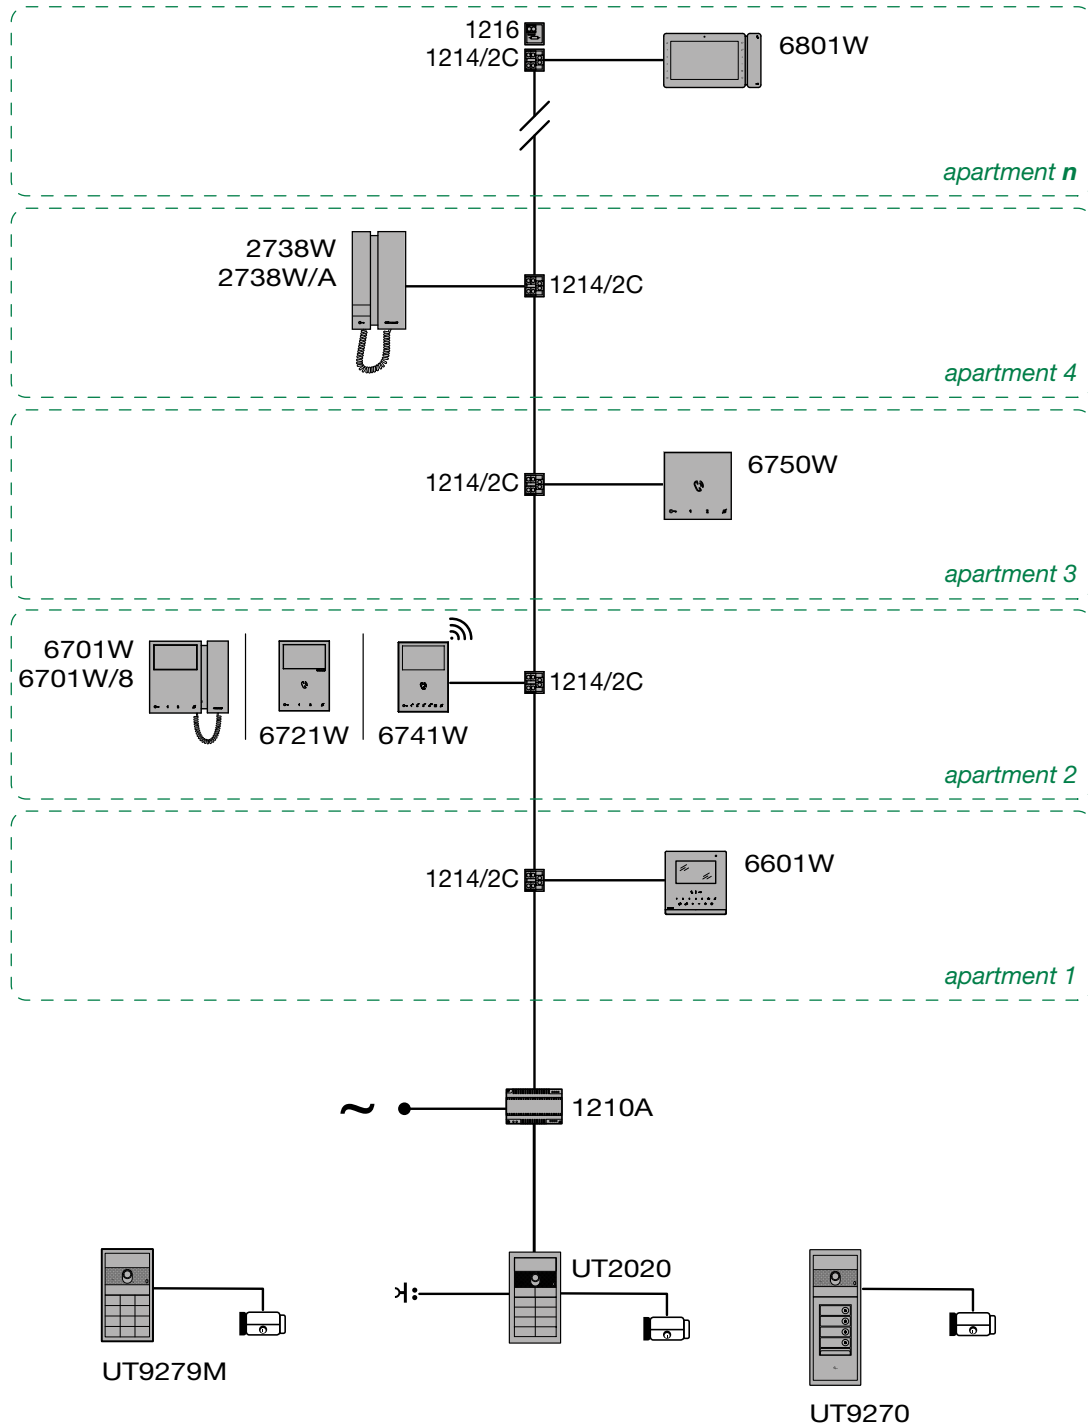 1216
1214/2C
6801W
apartment n
2738W
2738W/A
1214/2C
apartment 4
1214/2C
6750W
apartment 3
6701W
6701W/8
6721W
6741W
1214/2C
apartment 2
1214/2C
6601W
apartment 1
~
1210A
UT2020
UT9279M
UT9270